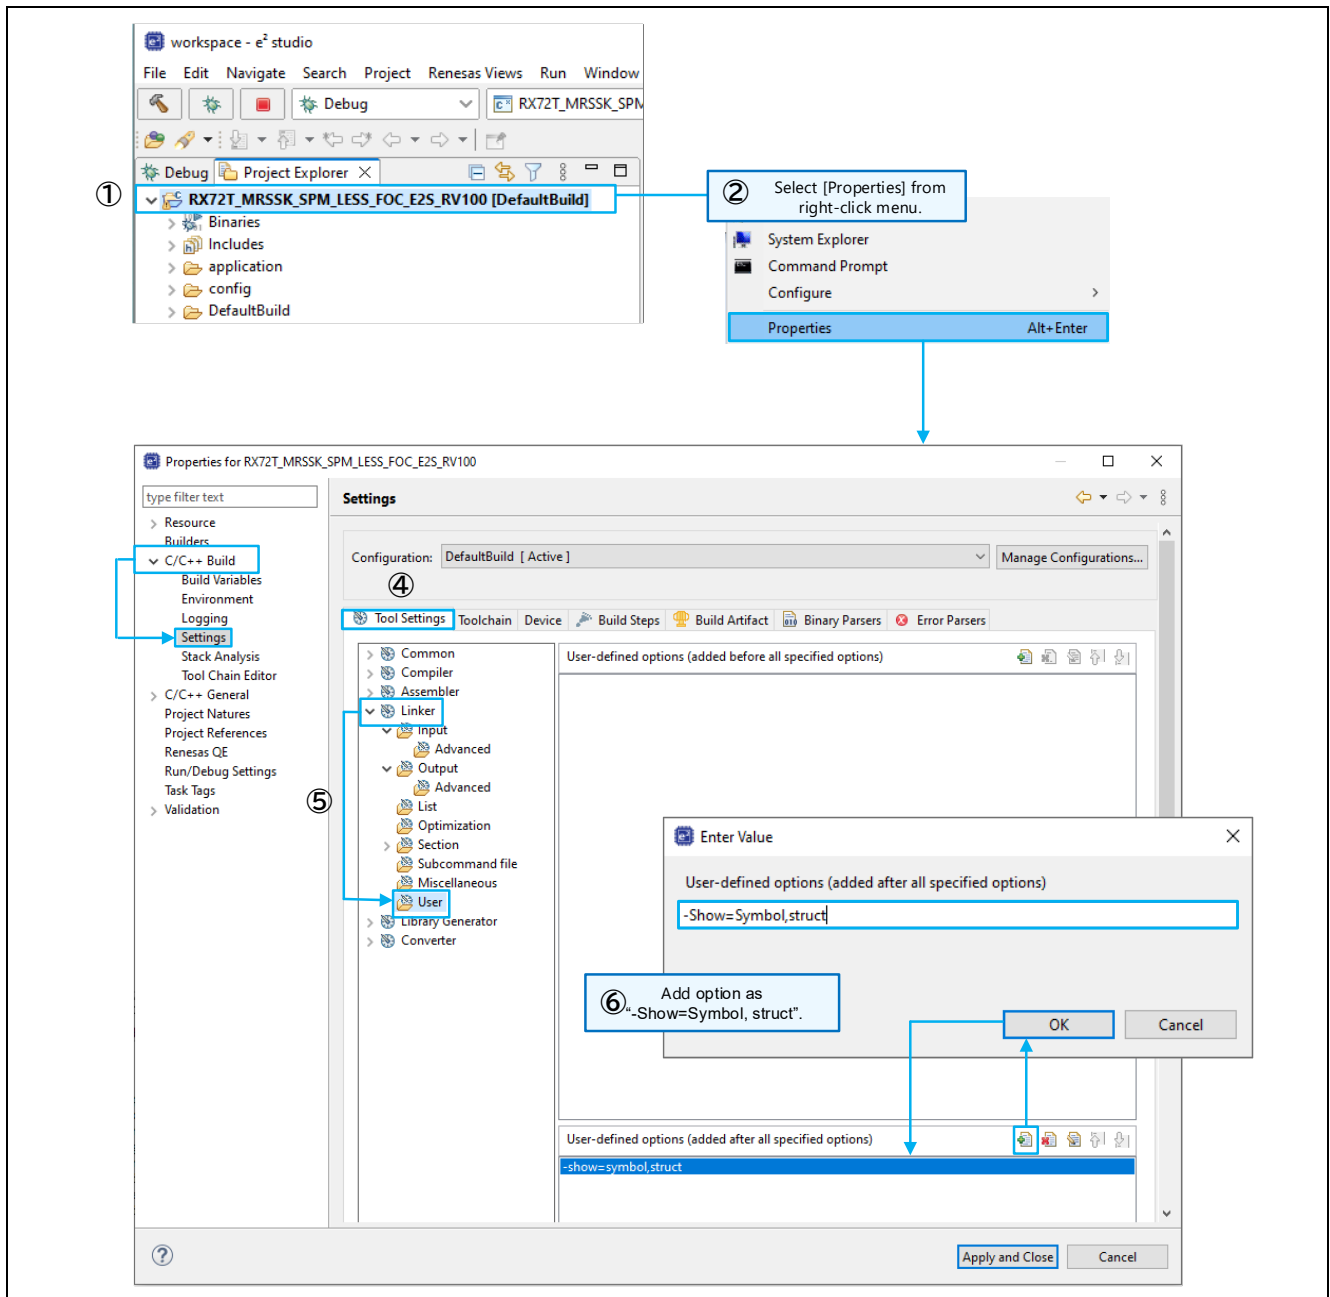 workspace - e² studio
File Edit Navigate Search Project Renesas Views Run Window
Debug
RX72T_MRSSK_SPM
Debug
Project Explorer
①
RX72T_MRSSK_SPM_LESS_FOC_E2S_RV100 [DefaultBuild]
Binaries
Includes
application
config
DefaultBuild
② Select [Properties] from
right-click menu.
System Explorer
Command Prompt
Configure
Properties Alt+Enter
Properties for RX72T_MRSSK_SPM_LESS_FOC_E2S_RV100
type filter text
Resource
Builders
C/C++ Build
Build Variables
Environment
Logging
Settings
Stack Analysis
Tool Chain Editor
C/C++ General
Project Natures
Project References
Renesas QE
Run/Debug Settings
Task Tags
Validation
Settings
Configuration: DefaultBuild [ Active ] Manage Configurations...
④
Tool Settings Toolchain Device Build Steps Build Artifact Binary Parsers Error Parsers
Common
Compiler
Assembler
Linker
Input
Advanced
Output
Advanced
List
Optimization
Section
Subcommand file
Miscellaneous
User
Library Generator
Converter
⑤
User-defined options (added before all specified options)
Enter Value
User-defined options (added after all specified options)
-Show=Symbol,struct
⑥ Add option as
“-Show=Symbol, struct”.
OK Cancel
User-defined options (added after all specified options)
-show=symbol,struct
Apply and Close Cancel